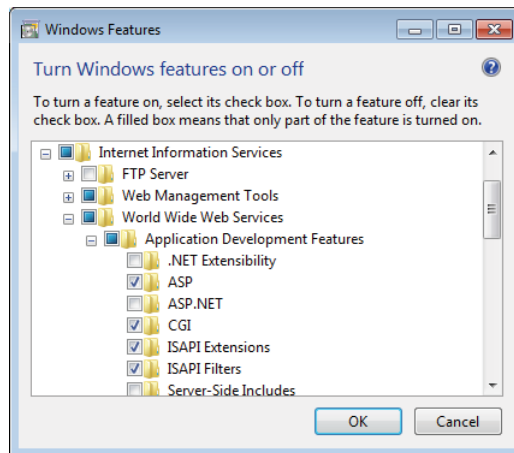 Windows Features
Turn Windows features on or off
To turn a feature on, select its check box. To turn a feature off, clear its
check box. A filled box means that only part of the feature is turned on.
Internet Information Services
FTP Server
Web Management Tools
World Wide Web Services
Application Development Features
.NET Extensibility
ASP
ASP.NET
CGI
ISAPI Extensions
ISAPI Filters
Server-Side Includes
OK Cancel